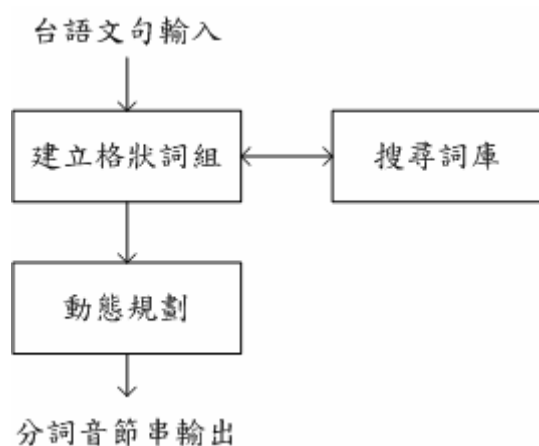 台語文句輸入
建立格狀詞組
搜尋詞庫
動態規劃
分詞音節串輸出